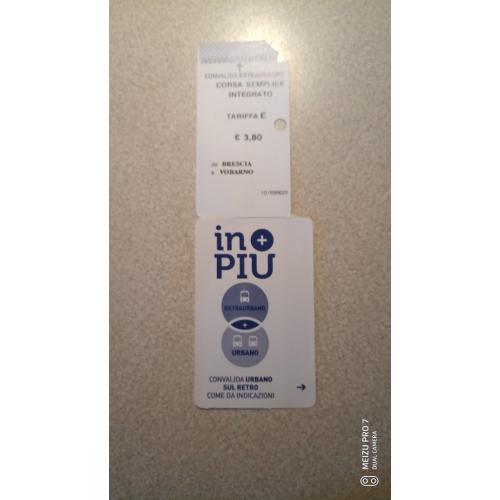 CONVALIDA EXTRAURBANO
CORSA SEMPLICE
INTEGRATO
TARIFFA E
€ 3,80
da BRESCIA
a VOBARNO
in+
PIÙ
EXTRAURBANO
+
URBANO
CONVALIDA URBANO
SUL RETRO
COME DA INDICAZIONI
MEIZU PRO 7
DUAL CAMERA